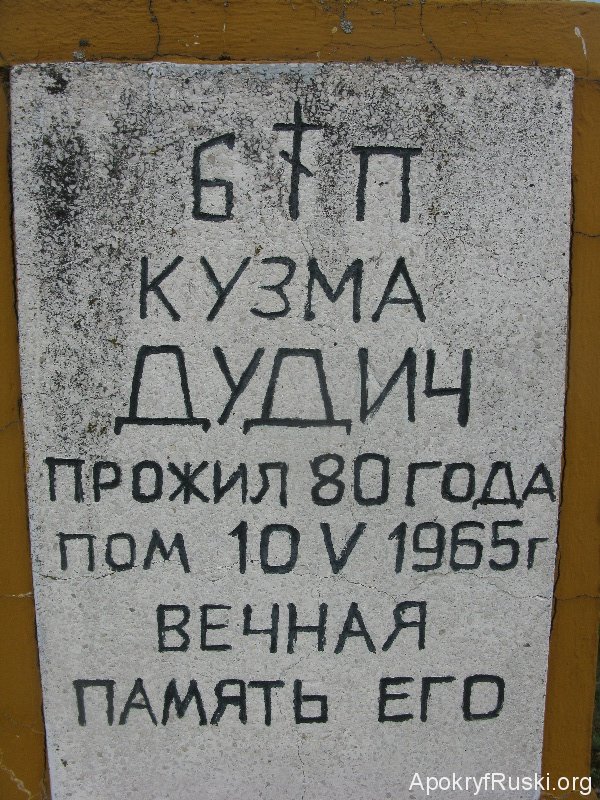 Б☦П
КУЗМА
ДУДИЧ
ПРОЖИЛ 80 ГОДА
ПОМ 10 V 1965г
ВЕЧНАЯ
ПАМЯТЬ ЕГО
ApokryfRuski.org